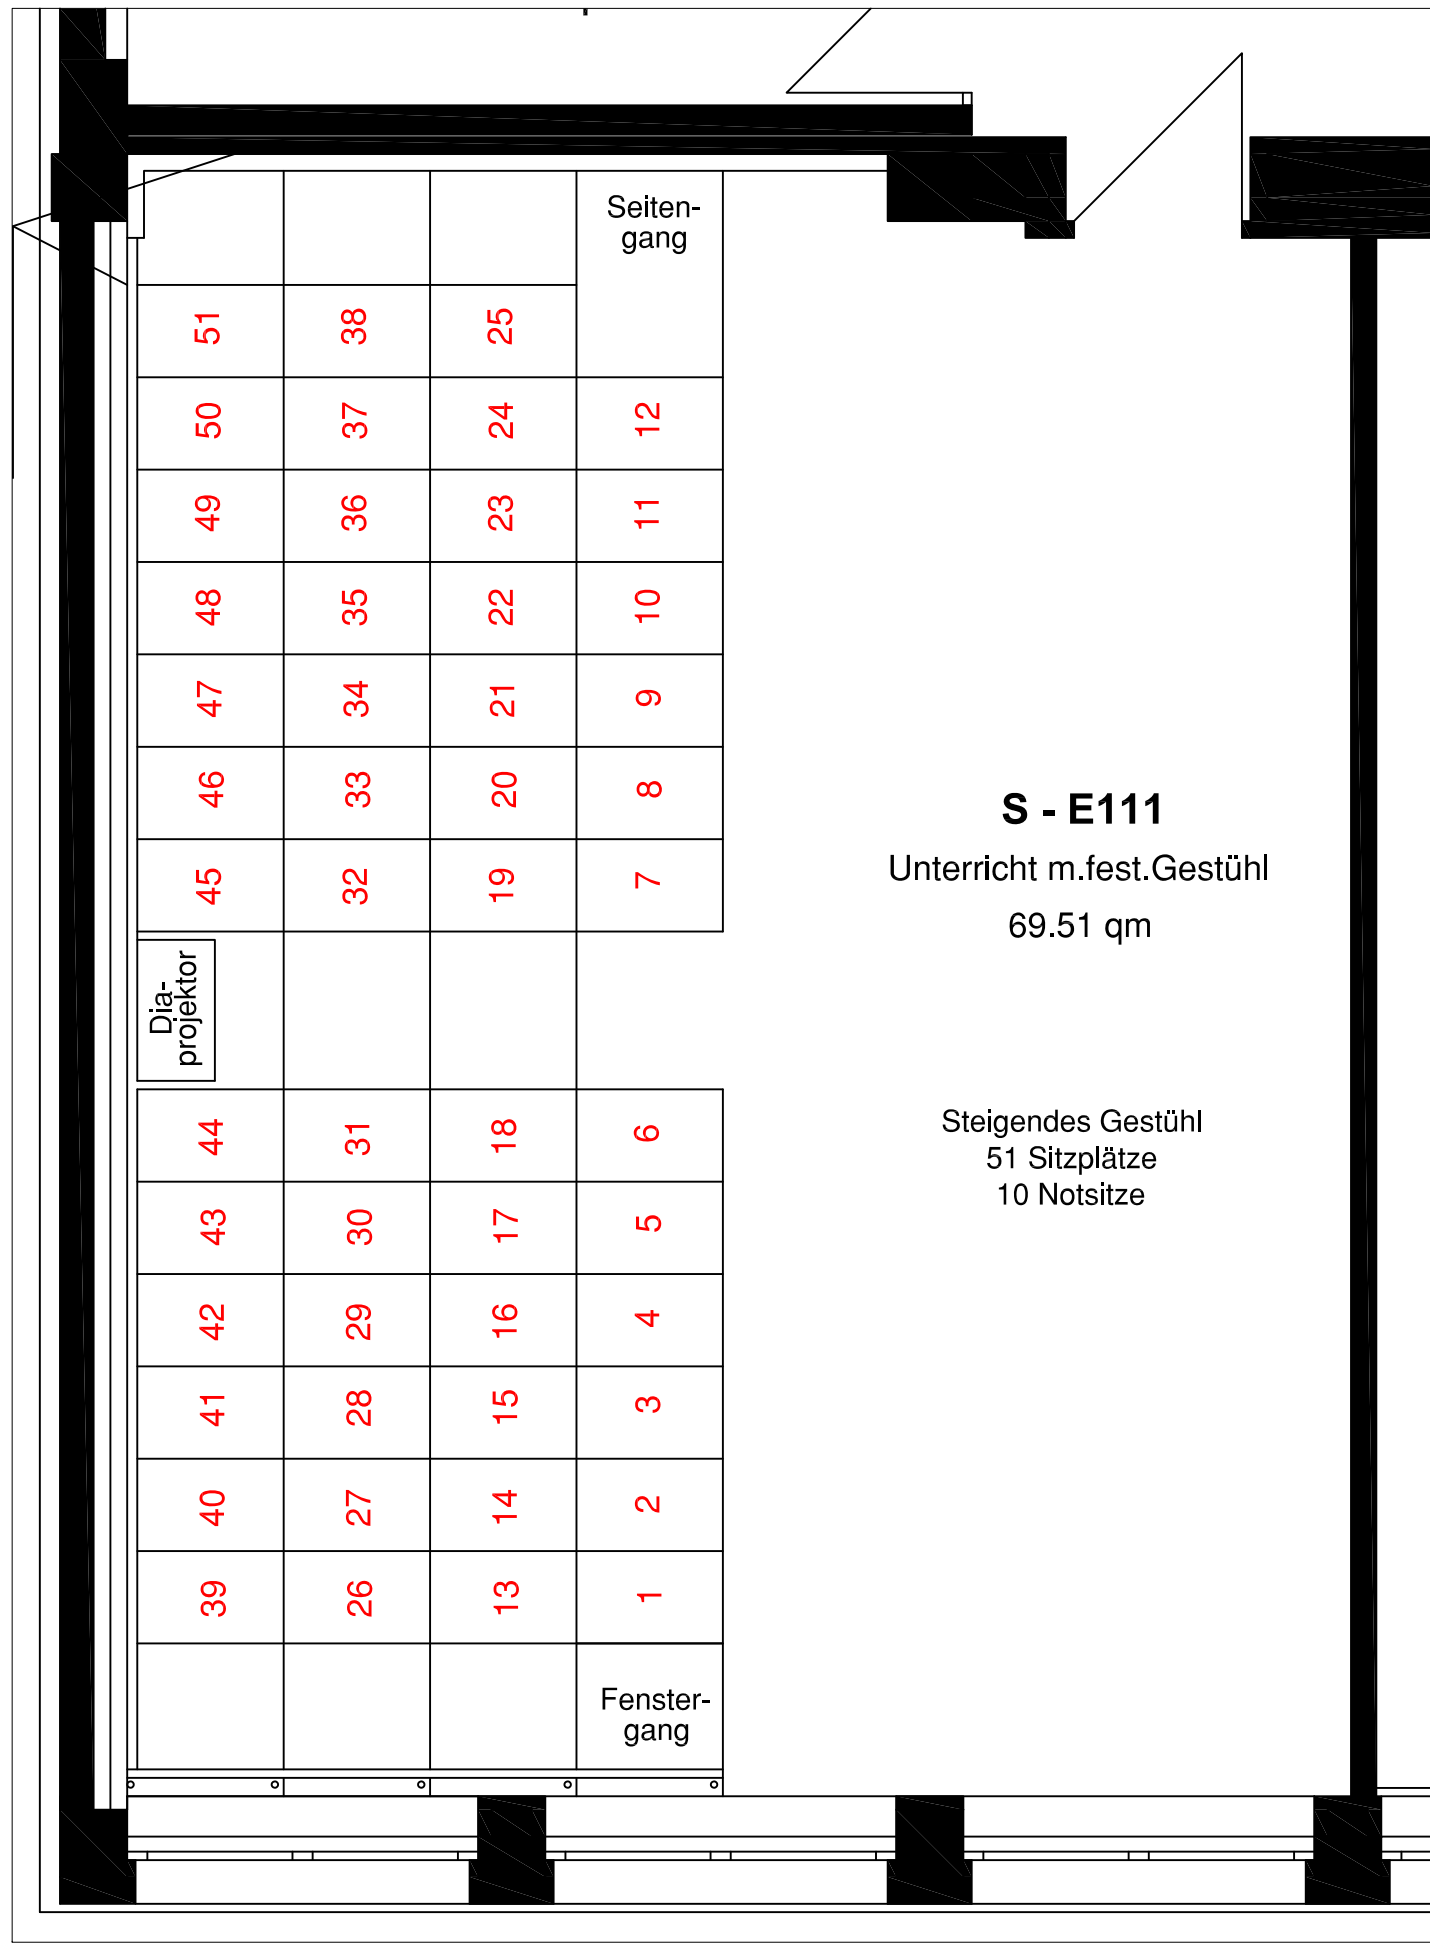 Seiten-
gang
51 38 25
50 37 24 12
49 36 23 11
48 35 22 10
47 34 21 9
46 33 20 8
45 32 19 7
Dia-
projektor
44 31 18 6
43 30 17 5
42 29 16 4
41 28 15 3
40 27 14 2
39 26 13 1
Fenster-
gang
S - E111
Unterricht m.fest.Gestühl
69.51 qm
Steigendes Gestühl
51 Sitzplätze
10 Notsitze